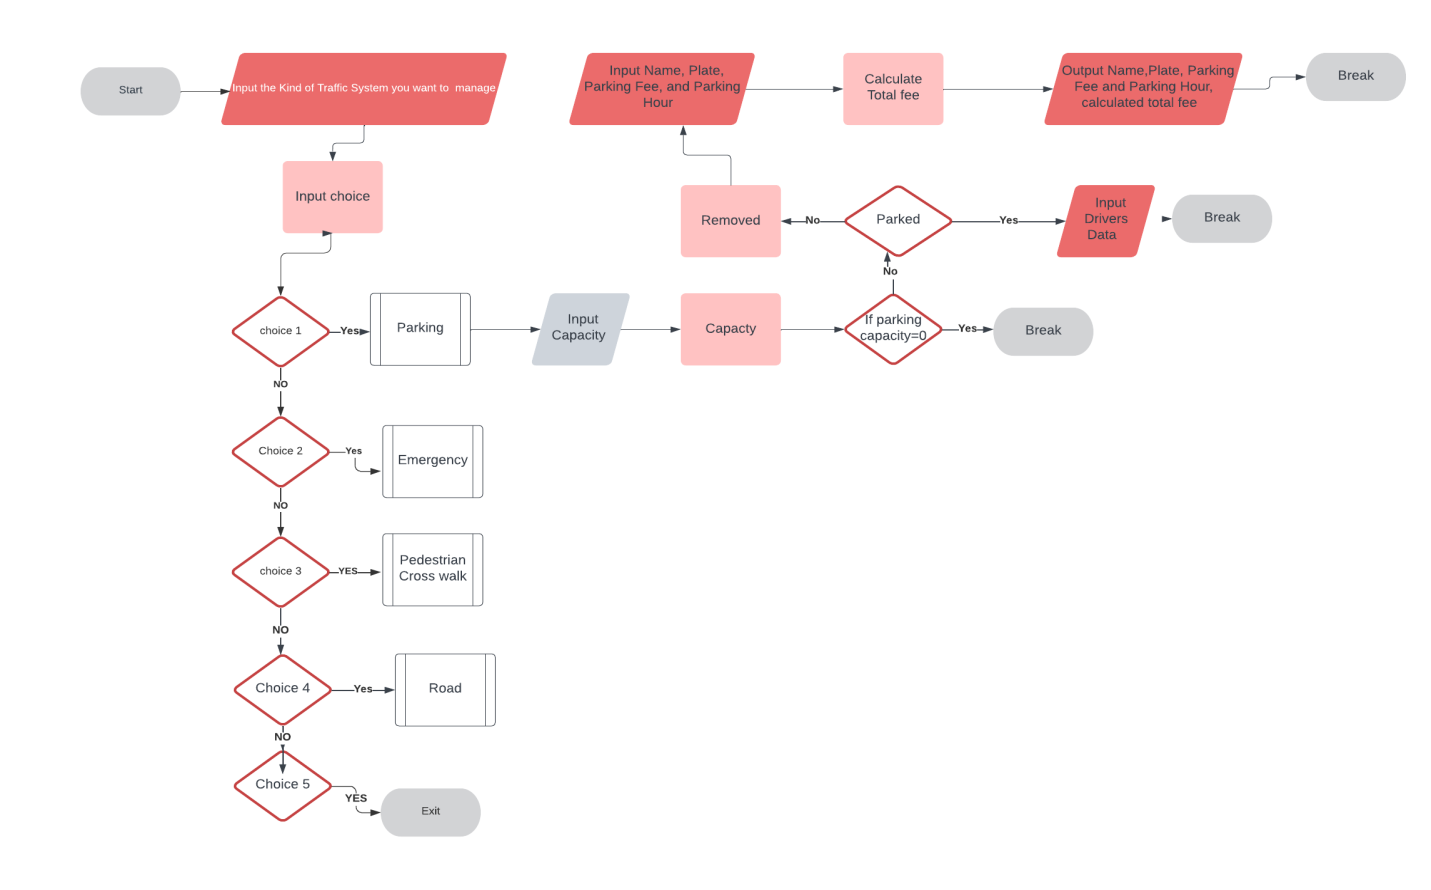 Start
Input the Kind of Traffic System you want to  manage
Input Name, Plate,
Parking Fee, and Parking
Hour
Calculate
Total fee
Output Name,Plate, Parking
Fee and Parking Hour,
calculated total fee
Break
Input choice
Removed
No
Parked
Yes
Input
Drivers
Data
Break
No
choice 1
Yes
Parking
Input
Capacity
Capacty
If parking
capacity=0
Yes
Break
NO
Choice 2
Yes
Emergency
NO
choice 3
YES
Pedestrian
Cross walk
NO
Choice 4
Yes
Road
NO
Choice 5
YES
Exit